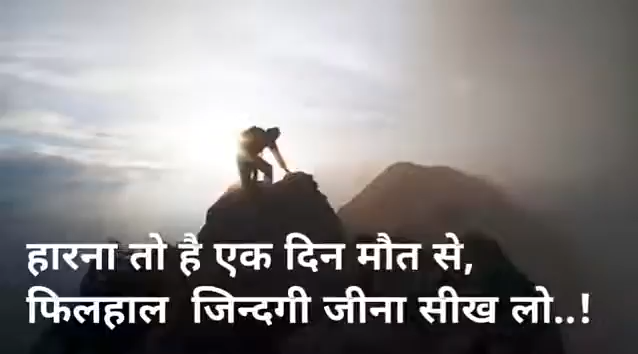 हारना तो है एक दिन मौत से,
फिलहाल  जिन्दगी जीना सीख लो..!